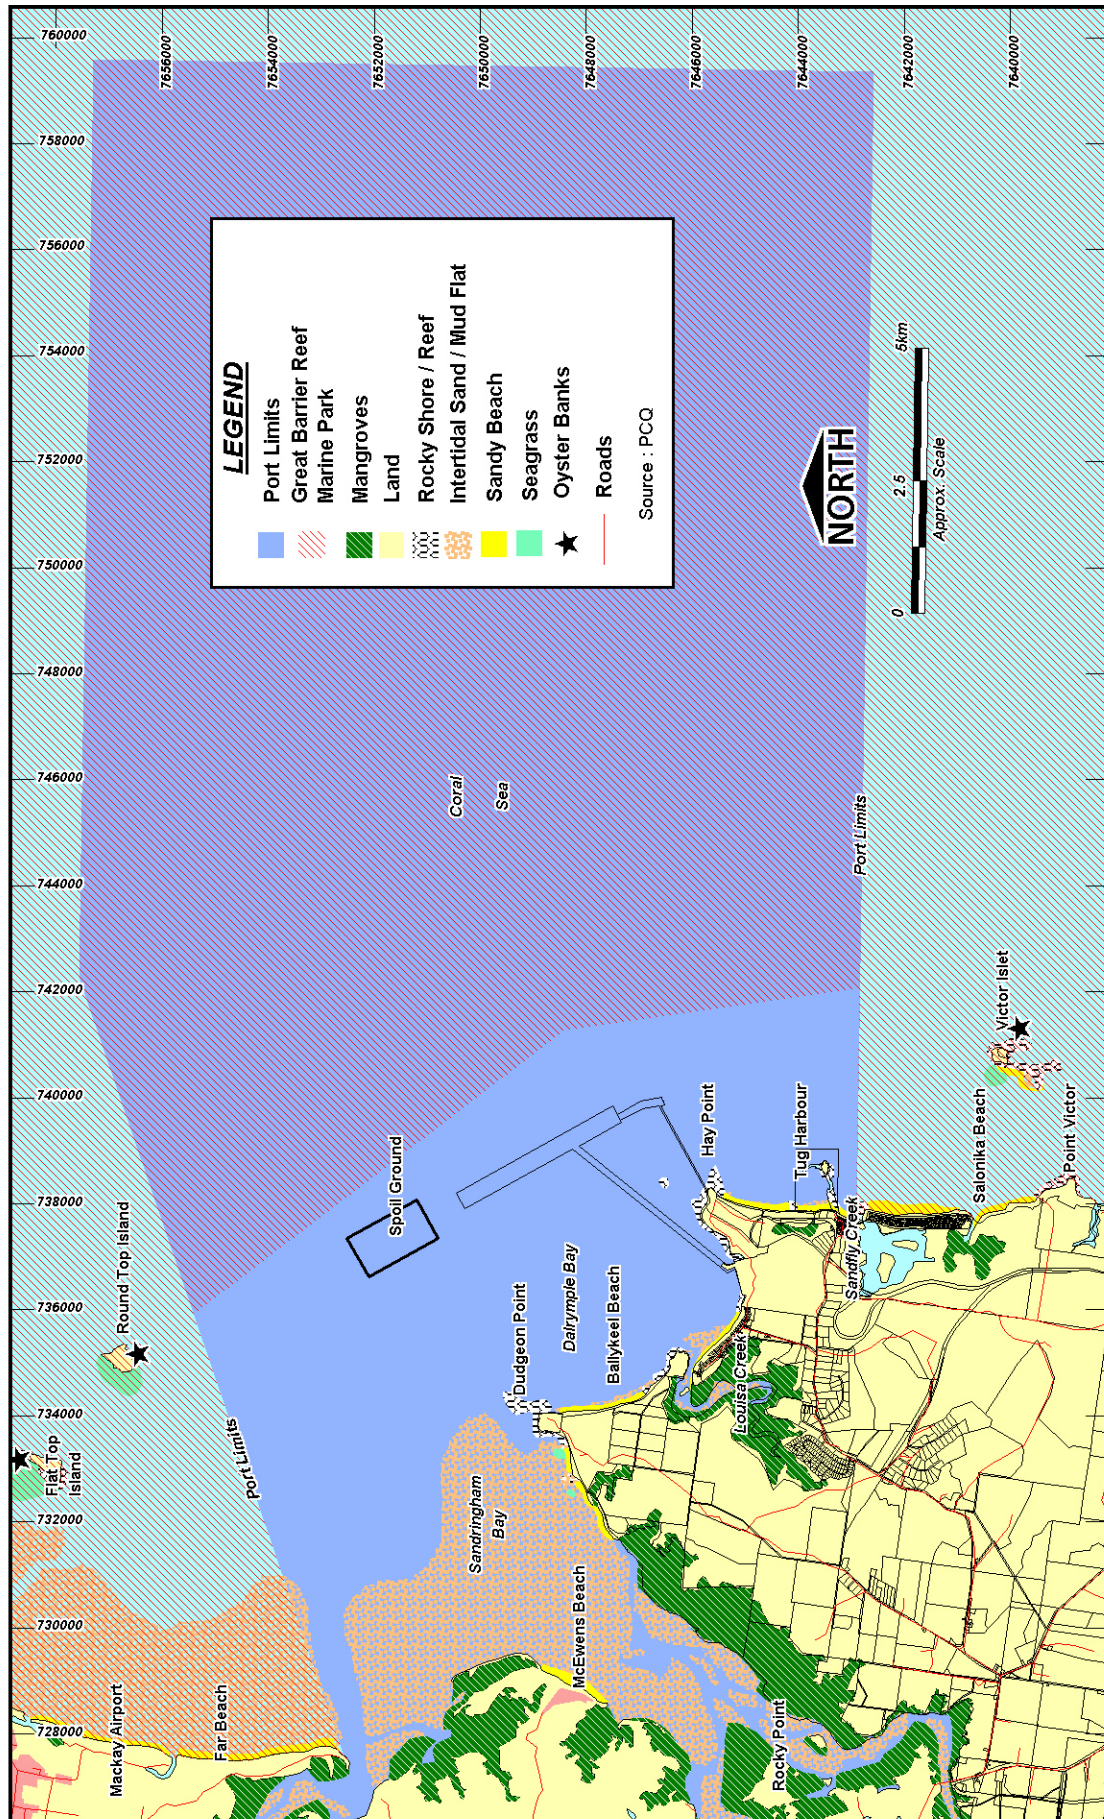 760000
758000
756000
754000
752000
750000
748000
746000
744000
742000
740000
738000
736000
734000
732000
730000
728000
7656000
7654000
7652000
7650000
7648000
7646000
7644000
7642000
7640000
LEGEND
Port Limits
Great Barrier Reef
Marine Park
Mangroves
Land
Rocky Shore / Reef
Intertidal Sand / Mud Flat
Sandy Beach
Seagrass
Oyster Banks
Roads
Source : PCQ
NORTH
0
2.5
5km
Approx. Scale
Coral
Sea
Port Limits
Port Limits
Round Top Island
Flat Top
Island
Mackay Airport
Far Beach
Spoil Ground
Dudgeon Point
Dalrymple Bay
Ballykeel Beach
Sandringham
Bay
McEwens Beach
Rocky Point
Louisa Creek
Hay Point
Tug Harbour
Sandfly Creek
Salonika Beach
Victor Islet
Point Victor